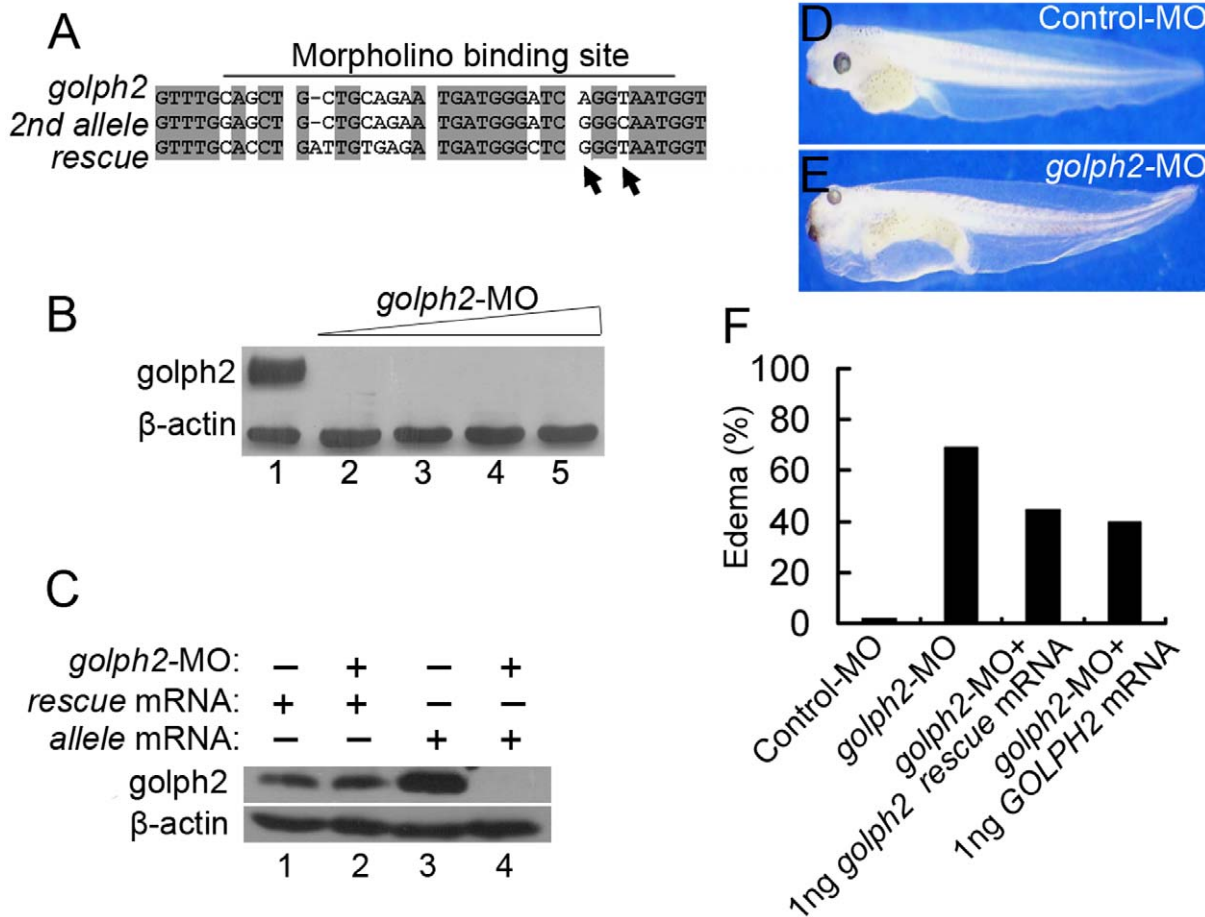 A
Morpholino binding site
golph2 GTTTGCAGCT G-CTGCAGAA TGATGGGATC AGGTAATGGT
2nd allele GTTTGGAGCT G-CTGCAGAA TGATGGGATC GGGCAATGGT
rescue GTTTGCACCT GATTGTGAGA TGATGGGCTC GGGTAATGGT
B
golph2-MO
golph2
β-actin
1 2 3 4 5
C
golph2-MO: – + – +
rescue mRNA: + + – –
allele mRNA: – – + +
golph2
β-actin
1 2 3 4
D Control-MO
E golph2-MO
F
Edema (%)
100
80
60
40
20
0
Control-MO
golph2-MO
golph2-MO+
1ng golph2 rescue mRNA
golph2-MO+
1ng GOLPH2 mRNA